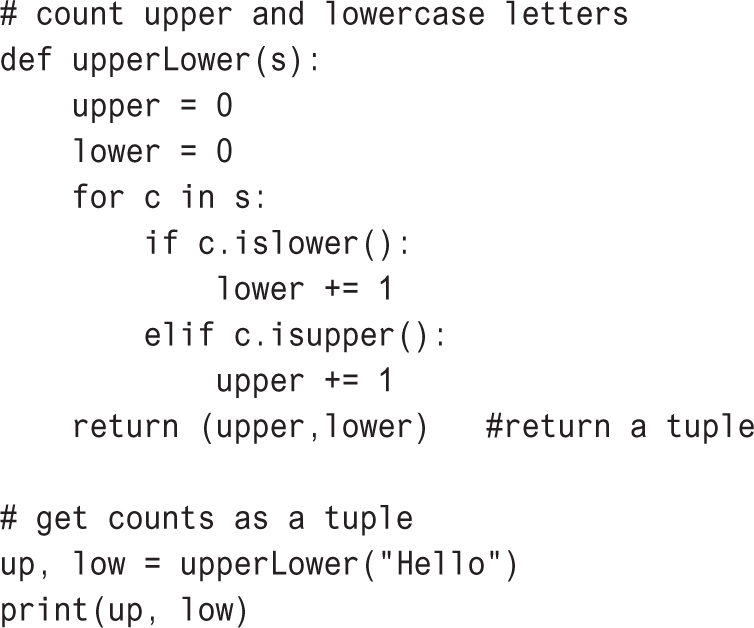 # count upper and lowercase letters
def upperLower(s):
    upper = 0
    lower = 0
    for c in s:
        if c.islower():
            lower += 1
        elif c.isupper():
            upper += 1
    return (upper,lower)   #return a tuple

# get counts as a tuple
up, low = upperLower("Hello")
print(up, low)